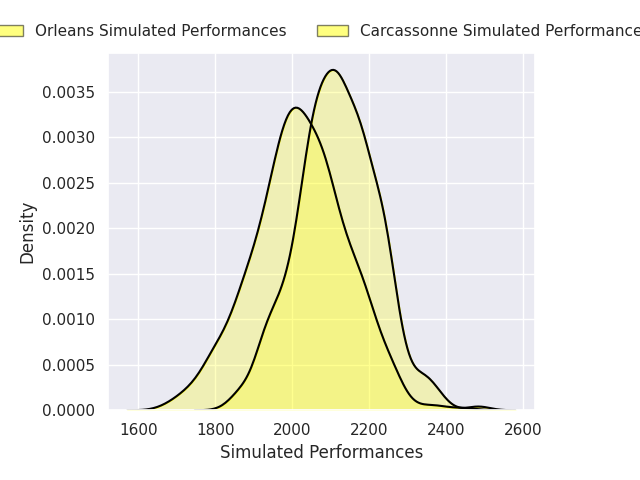 Orleans Simulated Performances Carcassonne Simulated Performance
0.0035
0.0030
0.0025
0.0020
0.0015
0.0010
0.0005
0.0000
Density
1600 1800 2000 2200 2400 2600
Simulated Performances